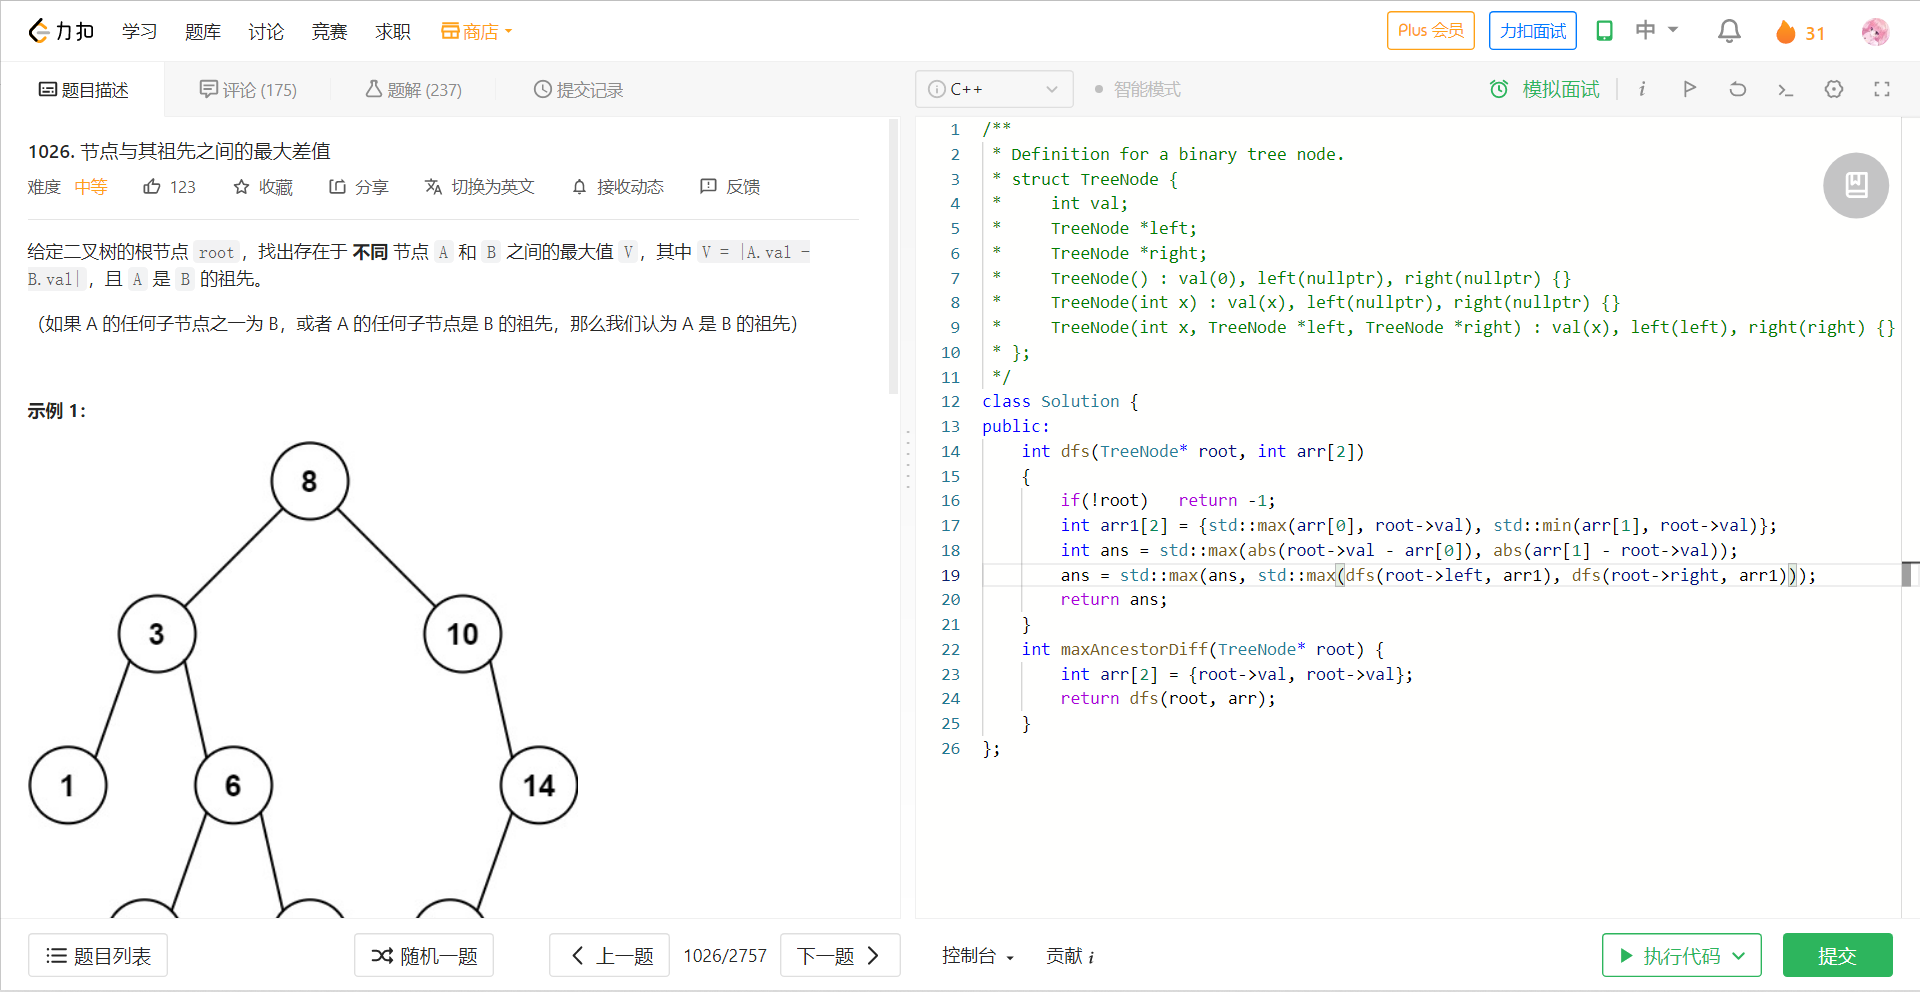 力扣 学习 题库 讨论 竞赛 求职 商店 Plus 会员 力扣面试 中 31
题目描述 评论 (175) 题解 (237) 提交记录
1026. 节点与其祖先之间的最大差值
难度 中等 123 收藏 分享 切换为英文 接收动态 反馈
给定二叉树的根节点 root，找出存在于 不同 节点 A 和 B 之间的最大值 V，其中 V = |A.val -
B.val|，且 A 是 B 的祖先。
（如果 A 的任何子节点之一为 B，或者 A 的任何子节点是 B 的祖先，那么我们认为 A 是 B 的祖先）
示例 1：
8
3 10
1 6 14
题目列表 随机一题 上一题 1026/2757 下一题
C++ 智能模式 模拟面试 i
1 /**
2  * Definition for a binary tree node.
3  * struct TreeNode {
4  *     int val;
5  *     TreeNode *left;
6  *     TreeNode *right;
7  *     TreeNode() : val(0), left(nullptr), right(nullptr) {}
8  *     TreeNode(int x) : val(x), left(nullptr), right(nullptr) {}
9  *     TreeNode(int x, TreeNode *left, TreeNode *right) : val(x), left(left), right(right) {}
10  * };
11  */
12 class Solution {
13 public:
14     int dfs(TreeNode* root, int arr[2])
15     {
16         if(!root)   return -1;
17         int arr1[2] = {std::max(arr[0], root->val), std::min(arr[1], root->val)};
18         int ans = std::max(abs(root->val - arr[0]), abs(arr[1] - root->val));
19         ans = std::max(ans, std::max(dfs(root->left, arr1), dfs(root->right, arr1)));
20         return ans;
21     }
22     int maxAncestorDiff(TreeNode* root) {
23         int arr[2] = {root->val, root->val};
24         return dfs(root, arr);
25     }
26 };
控制台 贡献 i 执行代码 提交